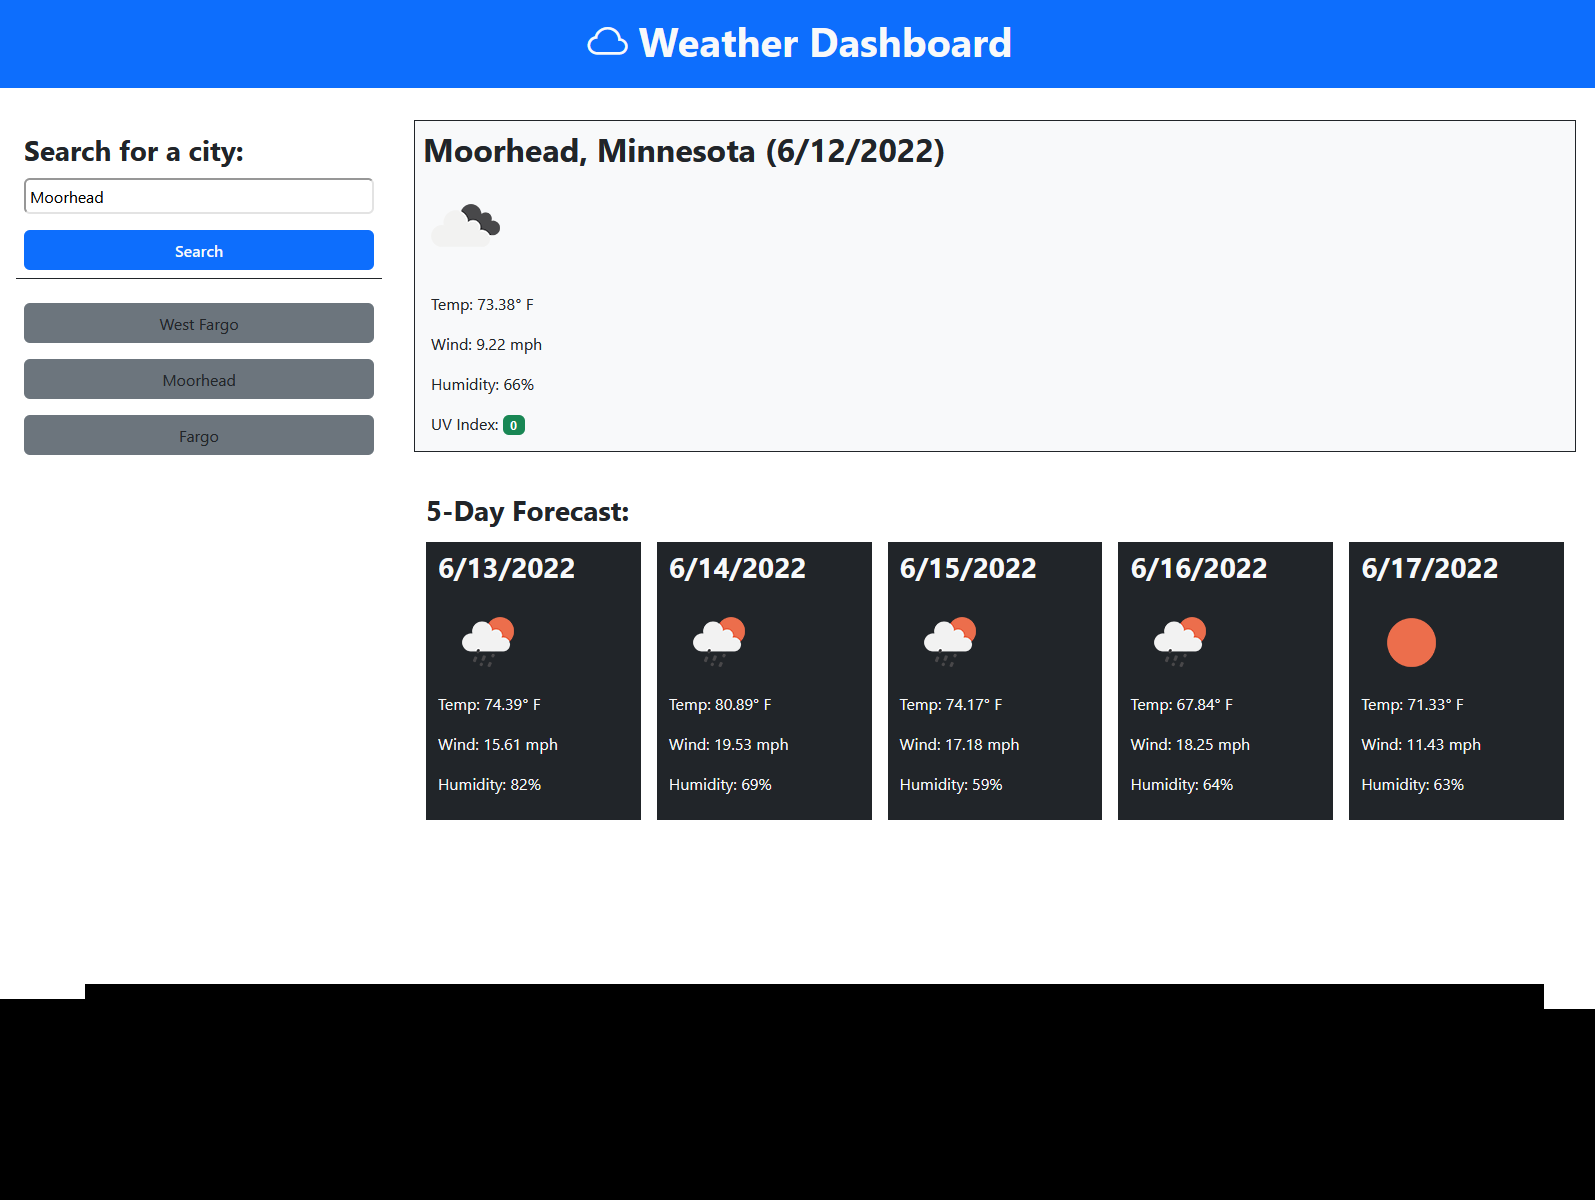 Weather Dashboard
Search for a city:
Moorhead
Search
West Fargo
Moorhead
Fargo
Moorhead, Minnesota (6/12/2022)
Temp: 73.38° F
Wind: 9.22 mph
Humidity: 66%
UV Index: 0
5-Day Forecast:
6/13/2022
Temp: 74.39° F
Wind: 15.61 mph
Humidity: 82%
6/14/2022
Temp: 80.89° F
Wind: 19.53 mph
Humidity: 69%
6/15/2022
Temp: 74.17° F
Wind: 17.18 mph
Humidity: 59%
6/16/2022
Temp: 67.84° F
Wind: 18.25 mph
Humidity: 64%
6/17/2022
Temp: 71.33° F
Wind: 11.43 mph
Humidity: 63%